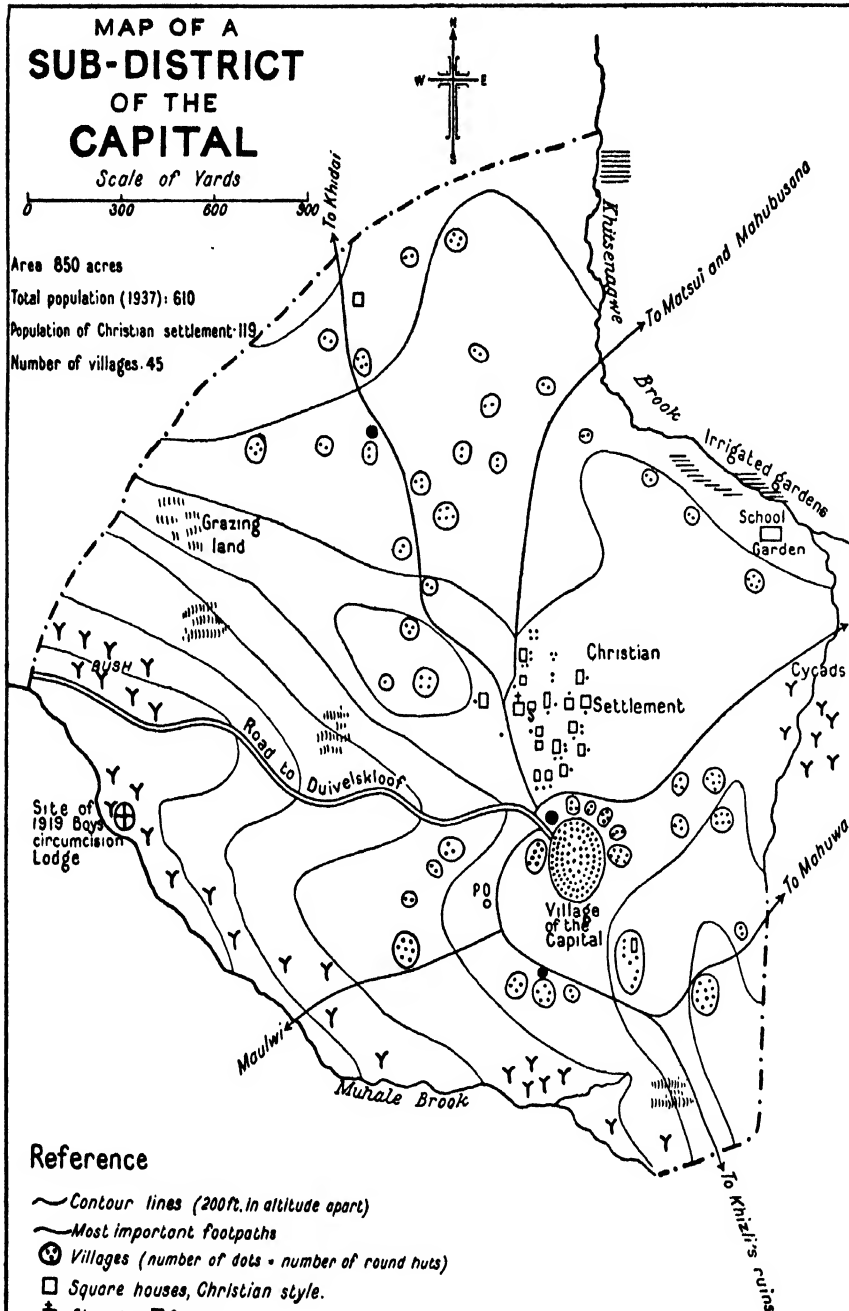 MAP OF A
SUB-DISTRICT
OF THE
CAPITAL
Scale of Yards
0 300 600 900
N
W E
S
Area 850 acres
Total population (1937): 610
Population of Christian settlement·119
Number of villages. 45
To Khidai
Khitsenagwe
Brook
To Matsui and Mahubusana
Irrigated gardens
School
Garden
Grazing
land
BUSH
Christian
Settlement
S
Cycads
Road to Duivelskloof
Site of
1919 Boys
circumcision
Lodge
PO
Village
of the
Capital
To Mahuwa
Maulwi
Muhale Brook
To Khizli's ruins
Reference
Contour lines (200ft. in altitude apart)
Most important footpaths
Villages (number of dots = number of round huts)
Square houses, Christian style.